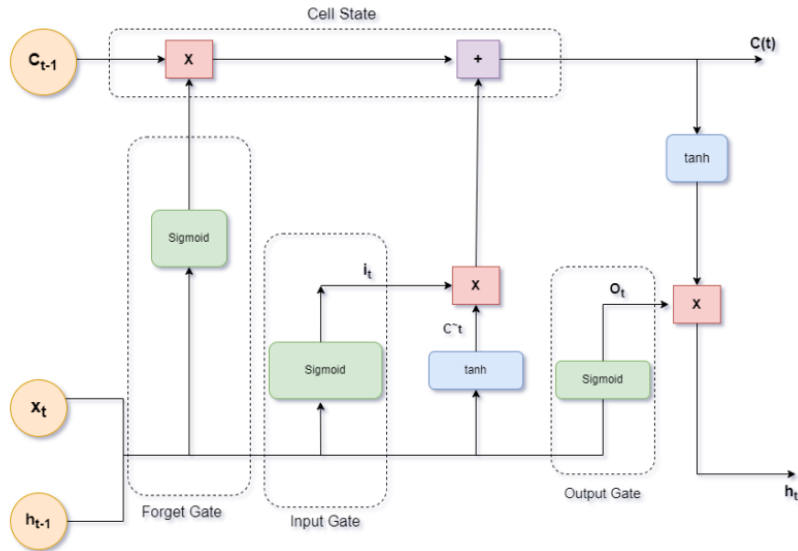 Cell State
C(t)
Ct-1
X
+
tanh
Sigmoid
it
X
Ot
X
C~t
Sigmoid
tanh
Sigmoid
xt
ht-1
Forget Gate
Input Gate
Output Gate
ht